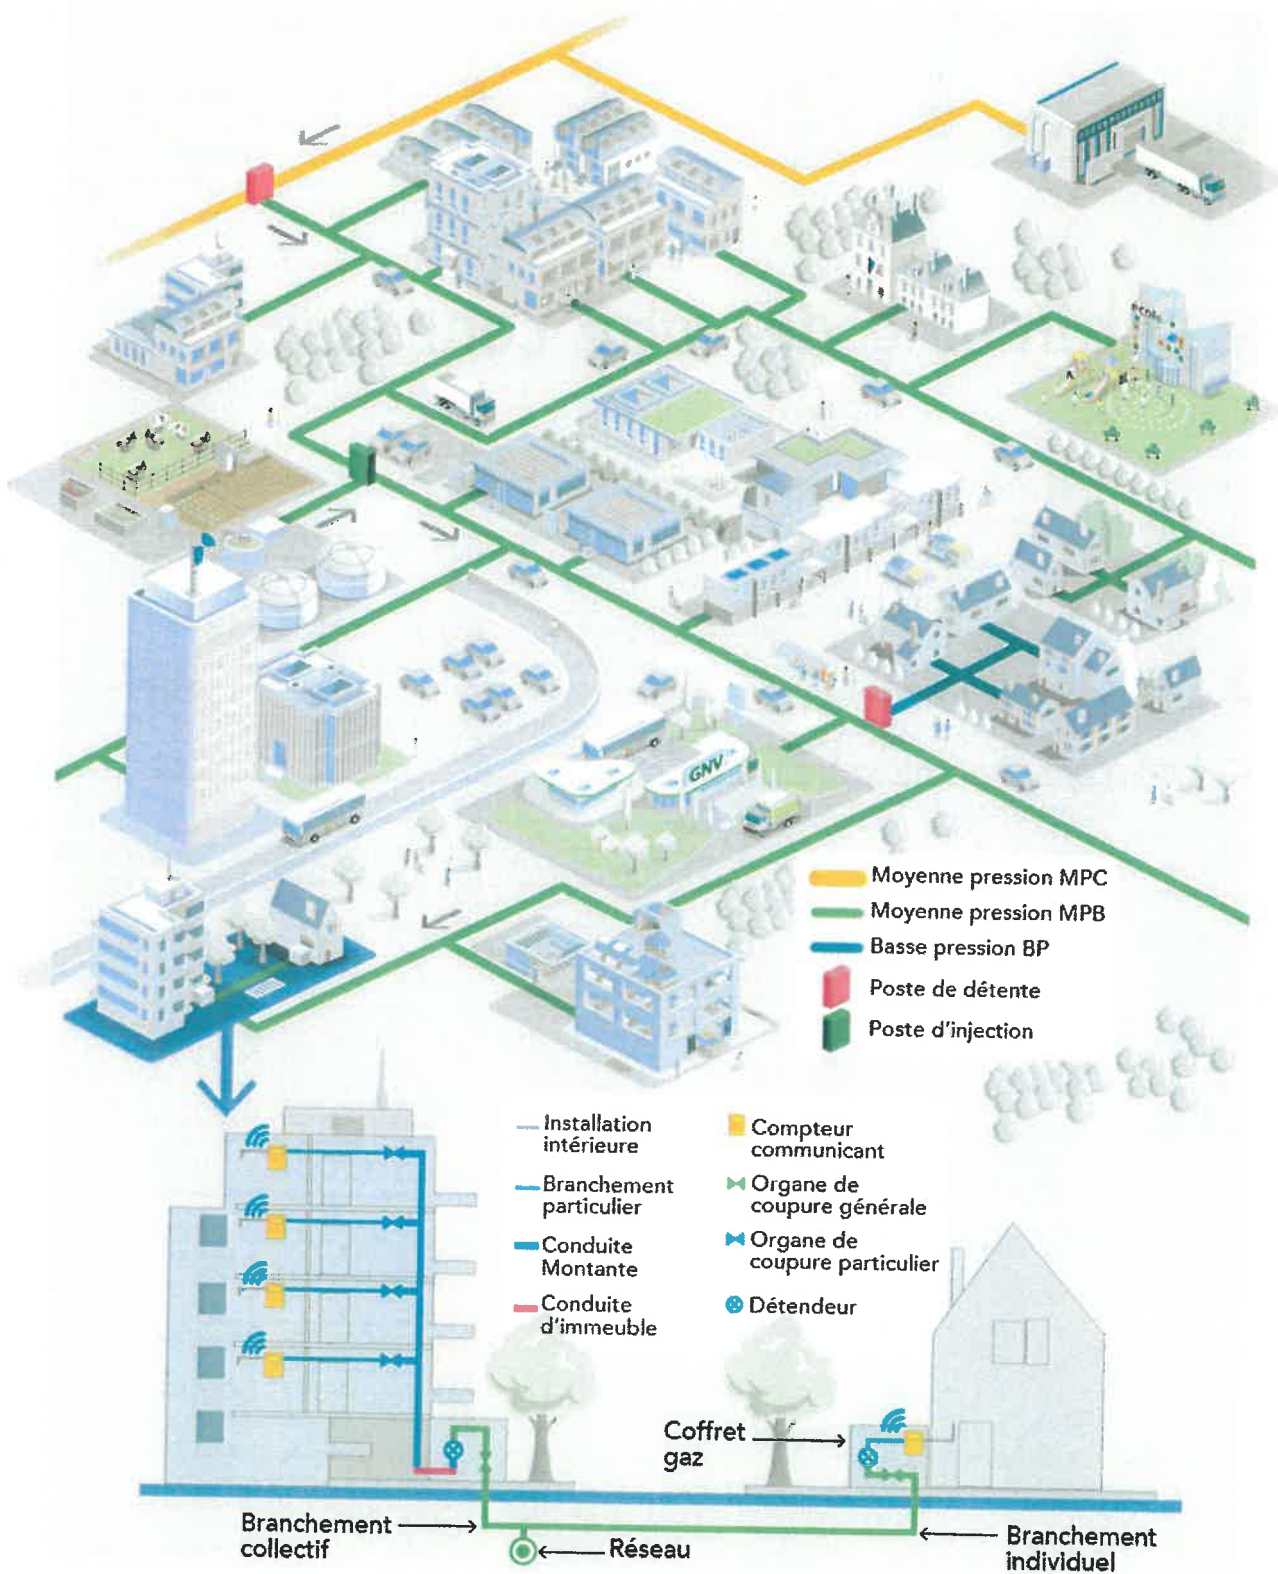 ecole
GNV
Moyenne pression MPC
Moyenne pression MPB
Basse pression BP
Poste de détente
Poste d'injection
Installation
intérieure
Branchement
particulier
Conduite
Montante
Conduite
d'immeuble
Compteur
communicant
Organe de
coupure générale
Organe de
coupure particulier
Détendeur
Coffret
gaz
Branchement
collectif
Réseau
Branchement
individuel